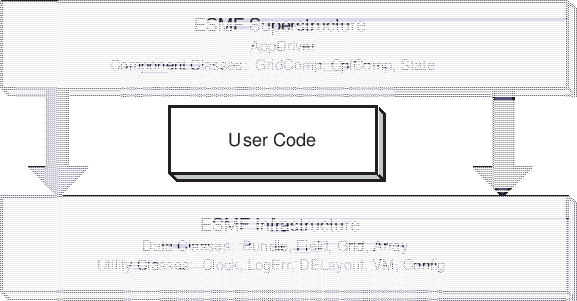 ESMF Superstructure
AppDriver
Component Classes: GridComp, CplComp, State
User Code
ESMF Infrastructure
Data Classes: Bundle, Field, Grid, Array
Utility Classes: Clock, LogErr, DELayout, VM, Config